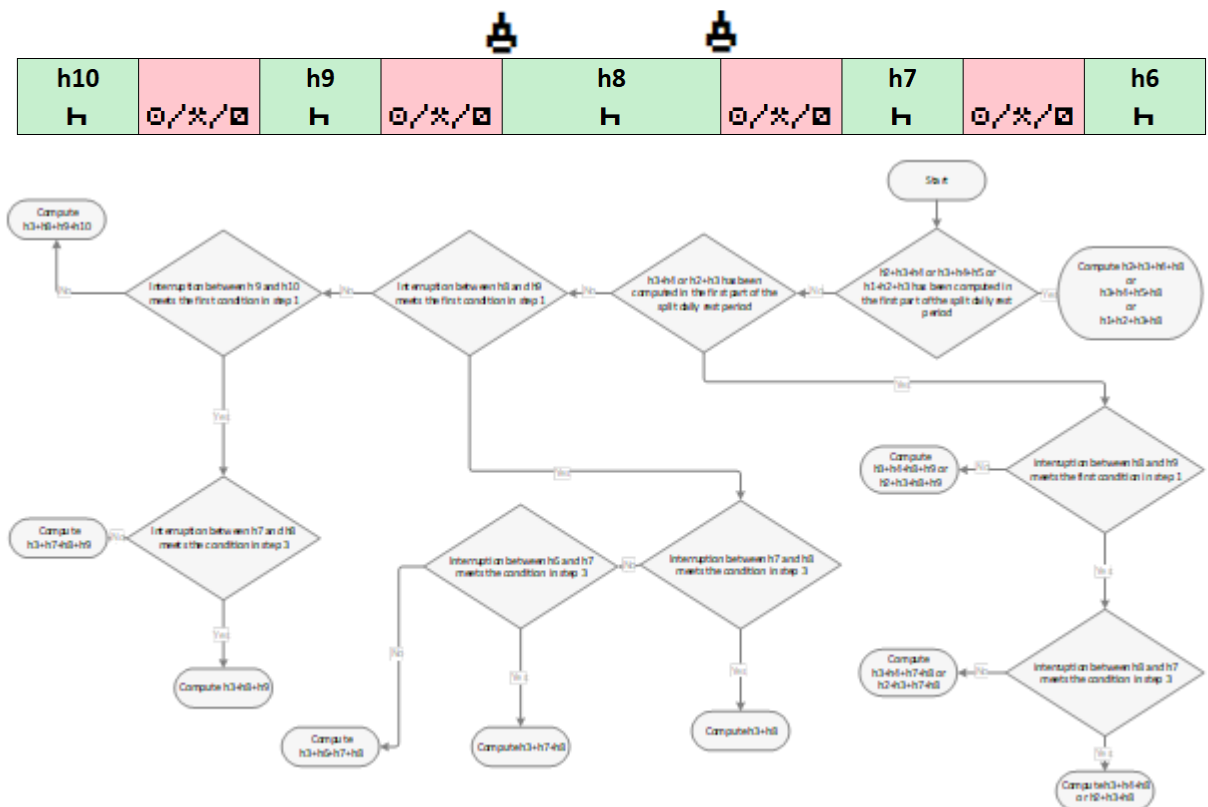 h10
h9
h8
h7
h6
Start
Compute
h3+h8+h9+h10
Interruption between h9 and h10
meets the first condition in step 1
Interruption between h8 and h9
meets the first condition in step 1
h3+h4 or h2+h3 has been
computed in the first part of the
split daily rest
period
h2+h3+h4 or h3+h4+h5 or
h1+h2+h3 has been computed in
the first part of the split daily rest
period
Compute h2+h3+h4+h8
or
h3+h4+h5+h8
or
h1+h2+h3+h8
No
No
No
No
Yes
Yes
Yes
Yes
Compute
h3+h4+h8+h9 or
h2+h3+h8+h9
No
Interruption between h8 and h9
meets the first condition in step 1
Compute
h3+h7+h8+h9
No
Interruption between h7 and h8
meets the condition in step 3
Interruption between h6 and h7
meets the condition in step 3
No
Interruption between h7 and h8
meets the condition in step 3
Yes
Yes
No
Yes
Yes
Compute
h3+h4+h7+h8 or
h2+h3+h7+h8
No
Interruption between h8 and h7
meets the condition in step 3
Compute h3+h8+h9
Compute
h3+h6+h7+h8
Compute h3+h7+h8
Compute h3+h8
Yes
Compute h3+h4+h8
or h2+h3+h8